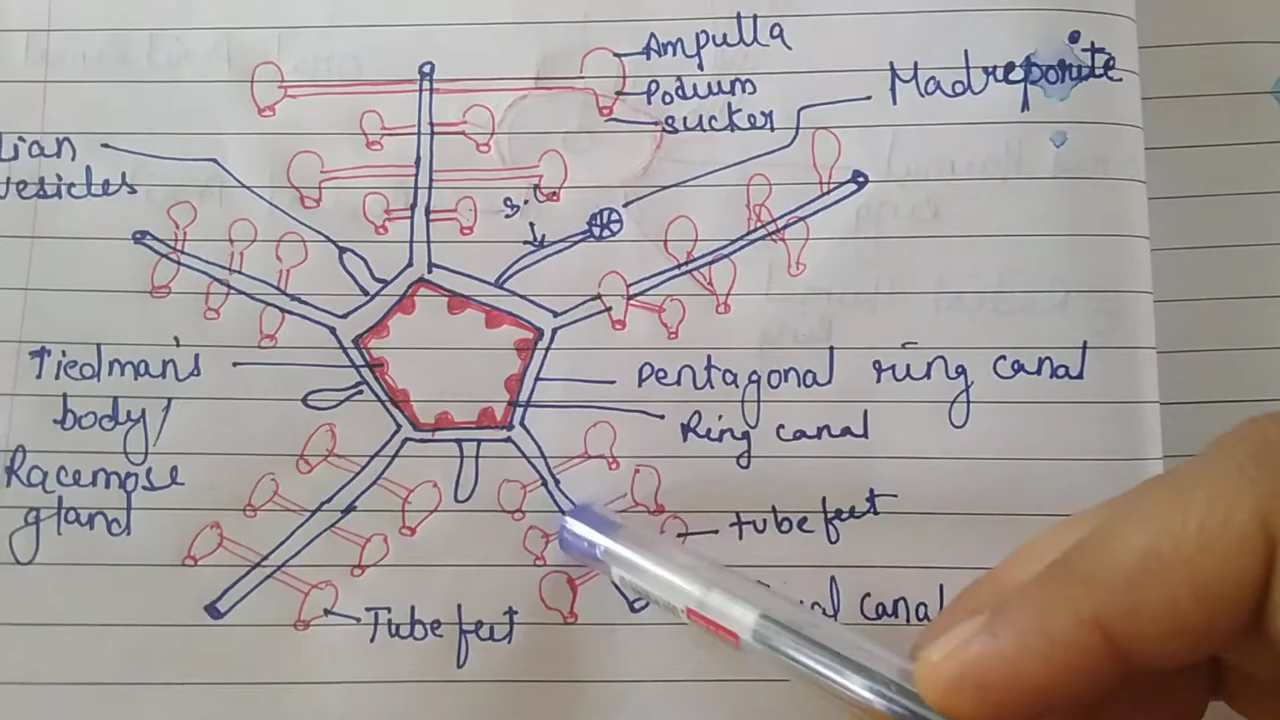 Ampulla
Podium
sucker
Madreporite
lian
vesicles
s.c
Tiedman's
body/
Racemose
gland
Pentagonal ring canal
Ring canal
tube feet
Tube feet
canal